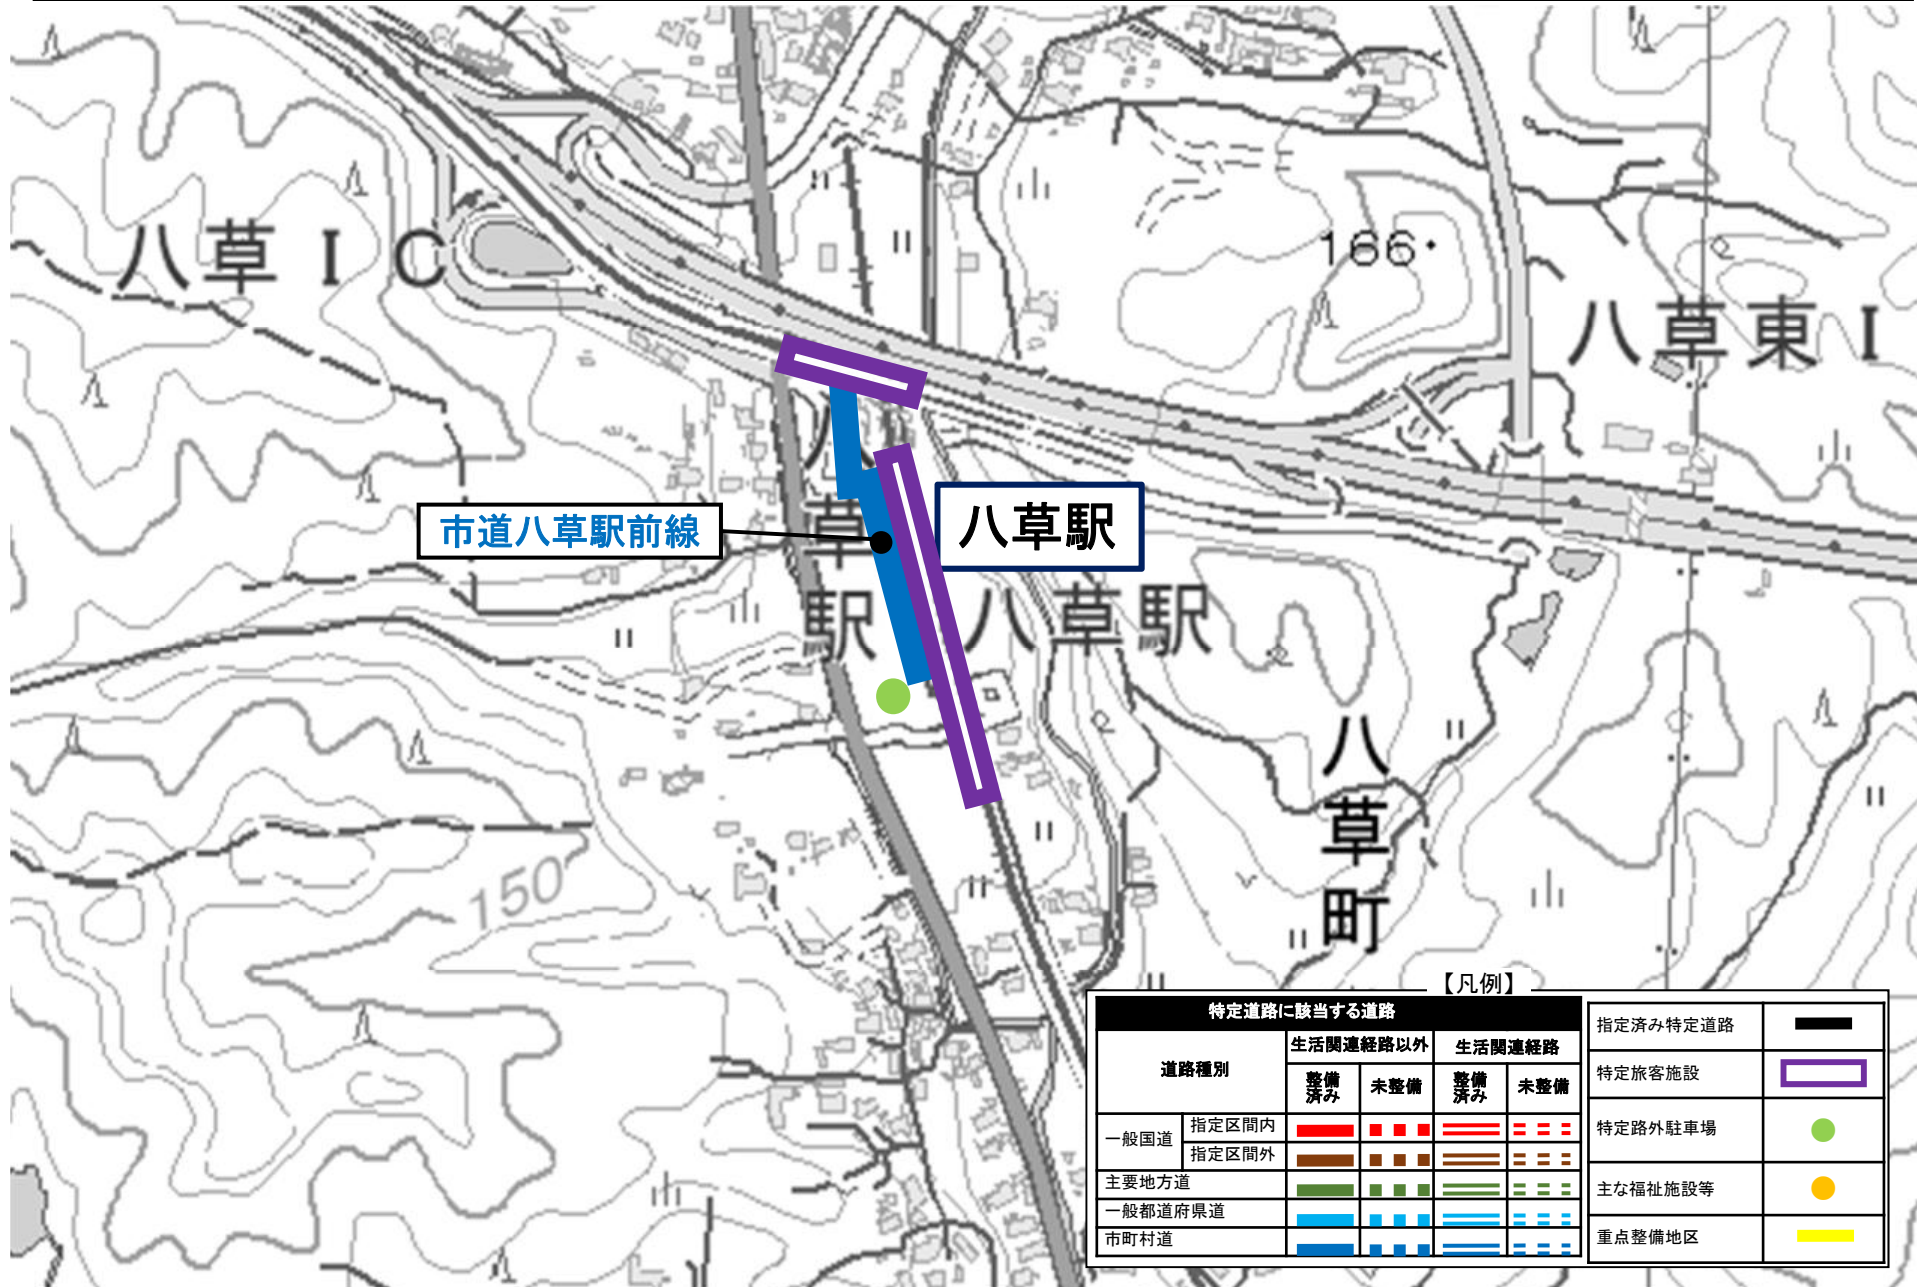 八草IC
166
八草東I
八草駅
市道八草駅前線
八草駅
八草駅
八草町
150
【凡例】
特定道路に該当する道路
道路種別
生活関連経路以外
生活関連経路
整備済み
未整備
整備済み
未整備
一般国道
指定区間内
指定区間外
主要地方道
一般都道府県道
市町村道
指定済み特定道路
特定旅客施設
特定路外駐車場
主な福祉施設等
重点整備地区